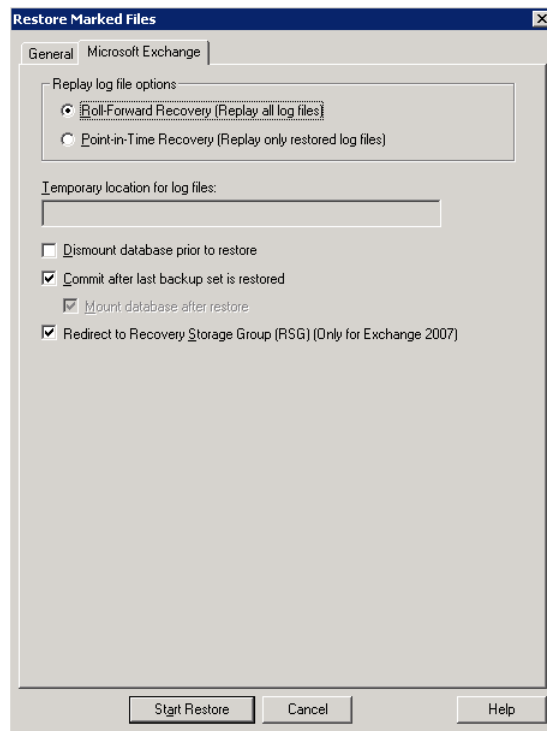 Restore Marked Files
General
Microsoft Exchange
Replay log file options
Roll-Forward Recovery (Replay all log files)
Point-in-Time Recovery (Replay only restored log files)
Temporary location for log files:
Dismount database prior to restore
Commit after last backup set is restored
Mount database after restore
Redirect to Recovery Storage Group (RSG) (Only for Exchange 2007)
Start Restore
Cancel
Help